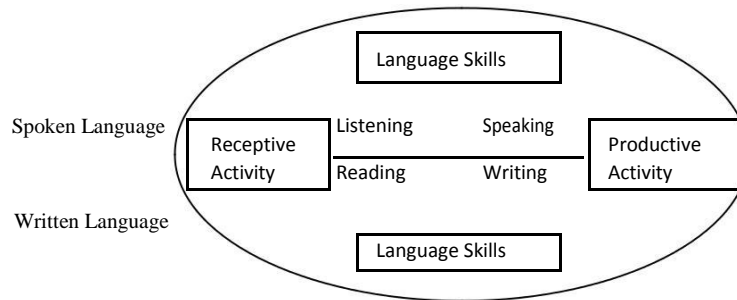 Language Skills
Spoken Language
Listening
Speaking
Receptive
Activity
Productive
Activity
Reading
Writing
Written Language
Language Skills